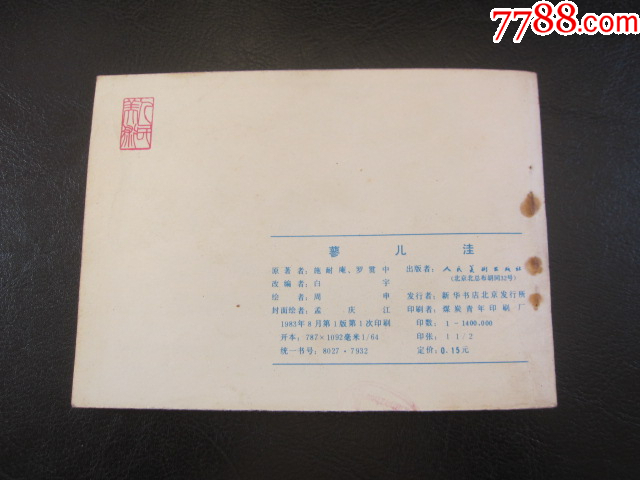 7788.com
人民
美术
蓼儿洼
原著者：施耐庵、罗贯中
改编者：白宇
绘者：周申
封面绘者：孟庆江
1983年8月第1版第1次印刷
开本：787×1092毫米1/64
统一书号：8027·7932
出版者：人民美术出版社
(北京北总布胡同32号)
发行者：新华书店北京发行所
印刷者：煤炭青年印刷厂
印数：1-1400,000
印张：1 1/2
定价：0.15元